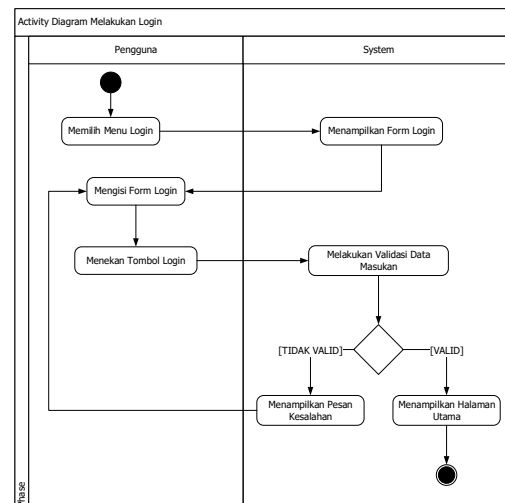 Activity Diagram Melakukan Login
Pengguna
System
Memilih Menu Login
Menampilkan Form Login
Mengisi Form Login
Menekan Tombol Login
Melakukan Validasi Data
Masukan
[TIDAK VALID]
[VALID]
Menampilkan Pesan
Kesalahan
Menampilkan Halaman
Utama
Phase